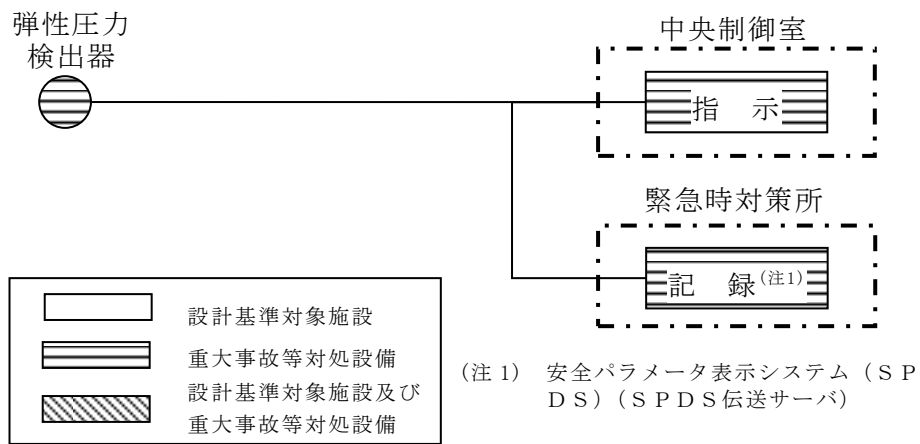 弾性圧力
検出器
中央制御室
指　示
緊急時対策所
記　録(注1)
設計基準対象施設
重大事故等対処設備
設計基準対象施設及び
重大事故等対処設備
(注 1)　安全パラメータ表示システム（ＳＰ
ＤＳ）（ＳＰＤＳ伝送サーバ）